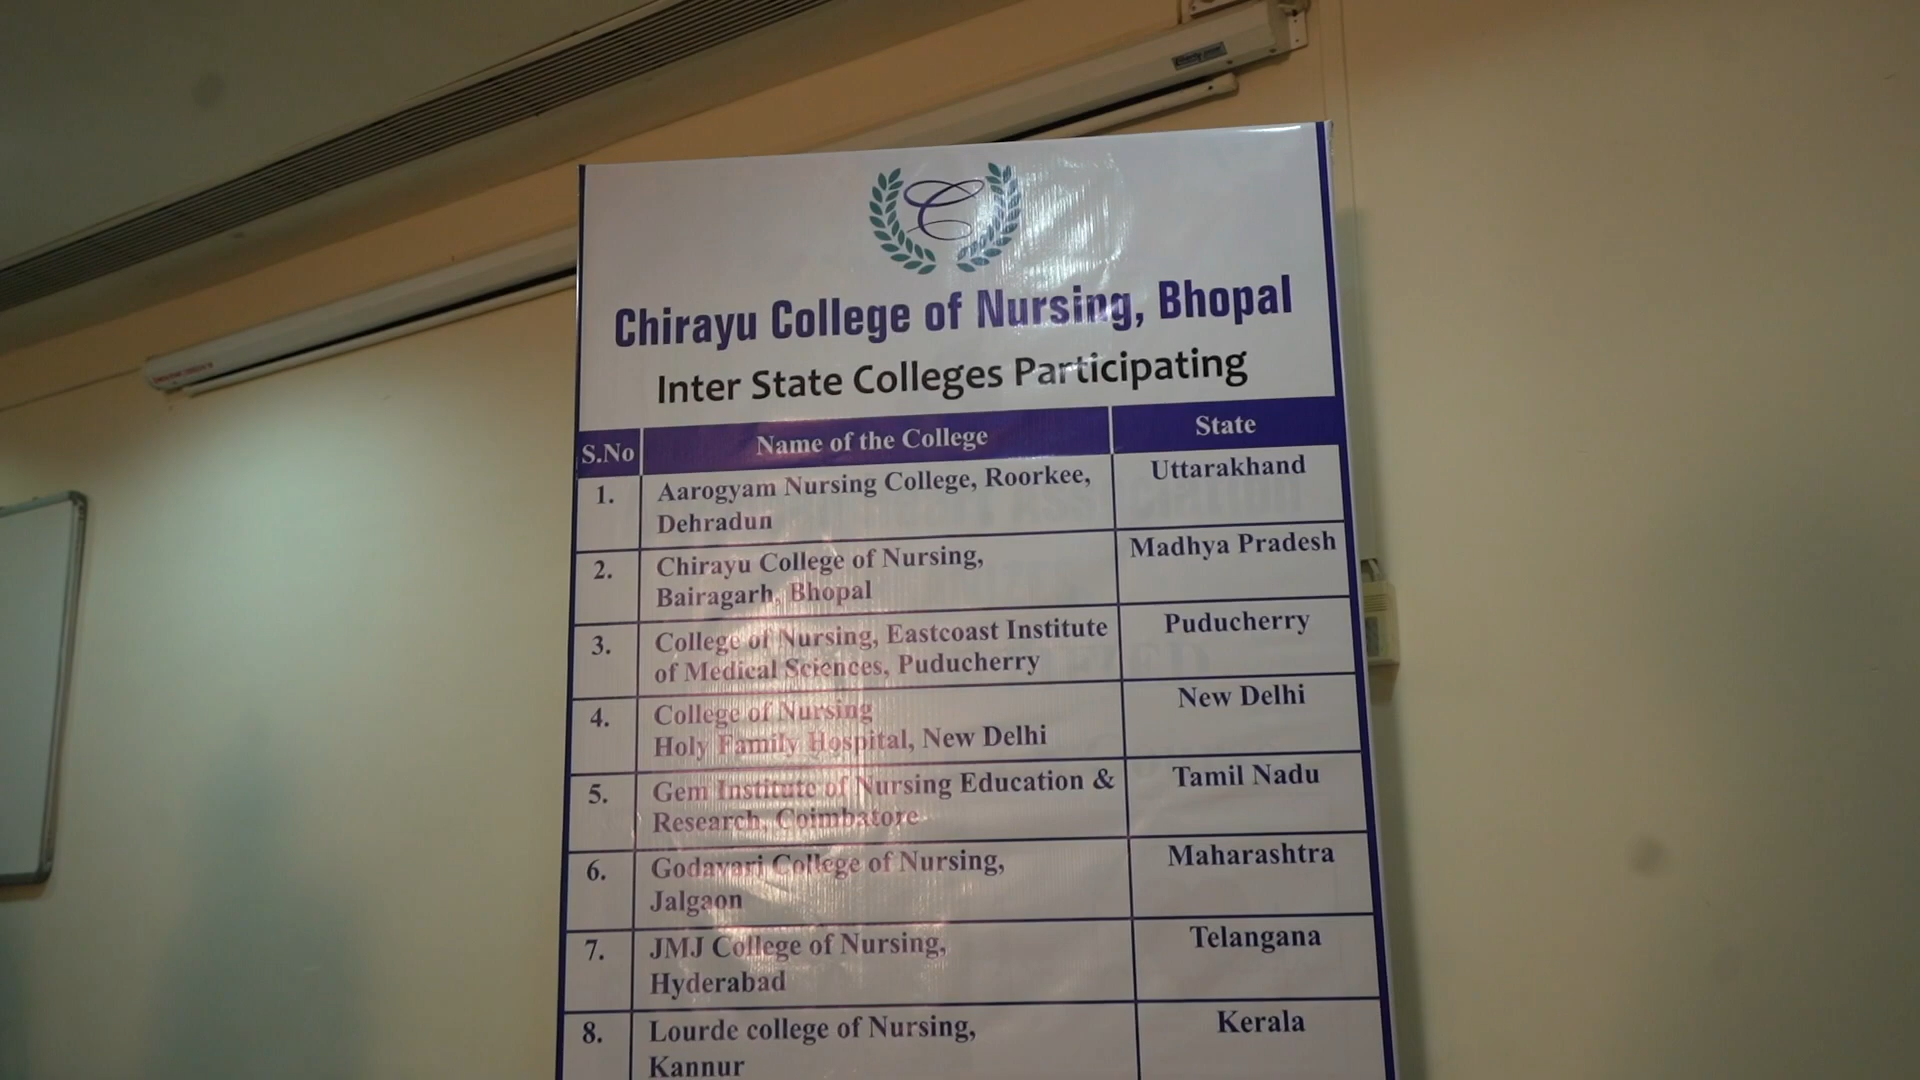 Chirayu College of Nursing, Bhopal
Inter State Colleges Participating
S.No Name of the College State
1. Aarogyam Nursing College, Roorkee, Uttarakhand
Dehradun
2. Chirayu College of Nursing, Madhya Pradesh
Bairagarh, Bhopal
3. College of Nursing, Eastcoast Institute Puducherry
of Medical Sciences, Puducherry
4. College of Nursing New Delhi
Holy Family Hospital, New Delhi
5. Gem Institute of Nursing Education & Tamil Nadu
Research, Coimbatore
6. Godavari College of Nursing, Maharashtra
Jalgaon
7. JMJ College of Nursing, Telangana
Hyderabad
8. Lourde college of Nursing, Kerala
Kannur